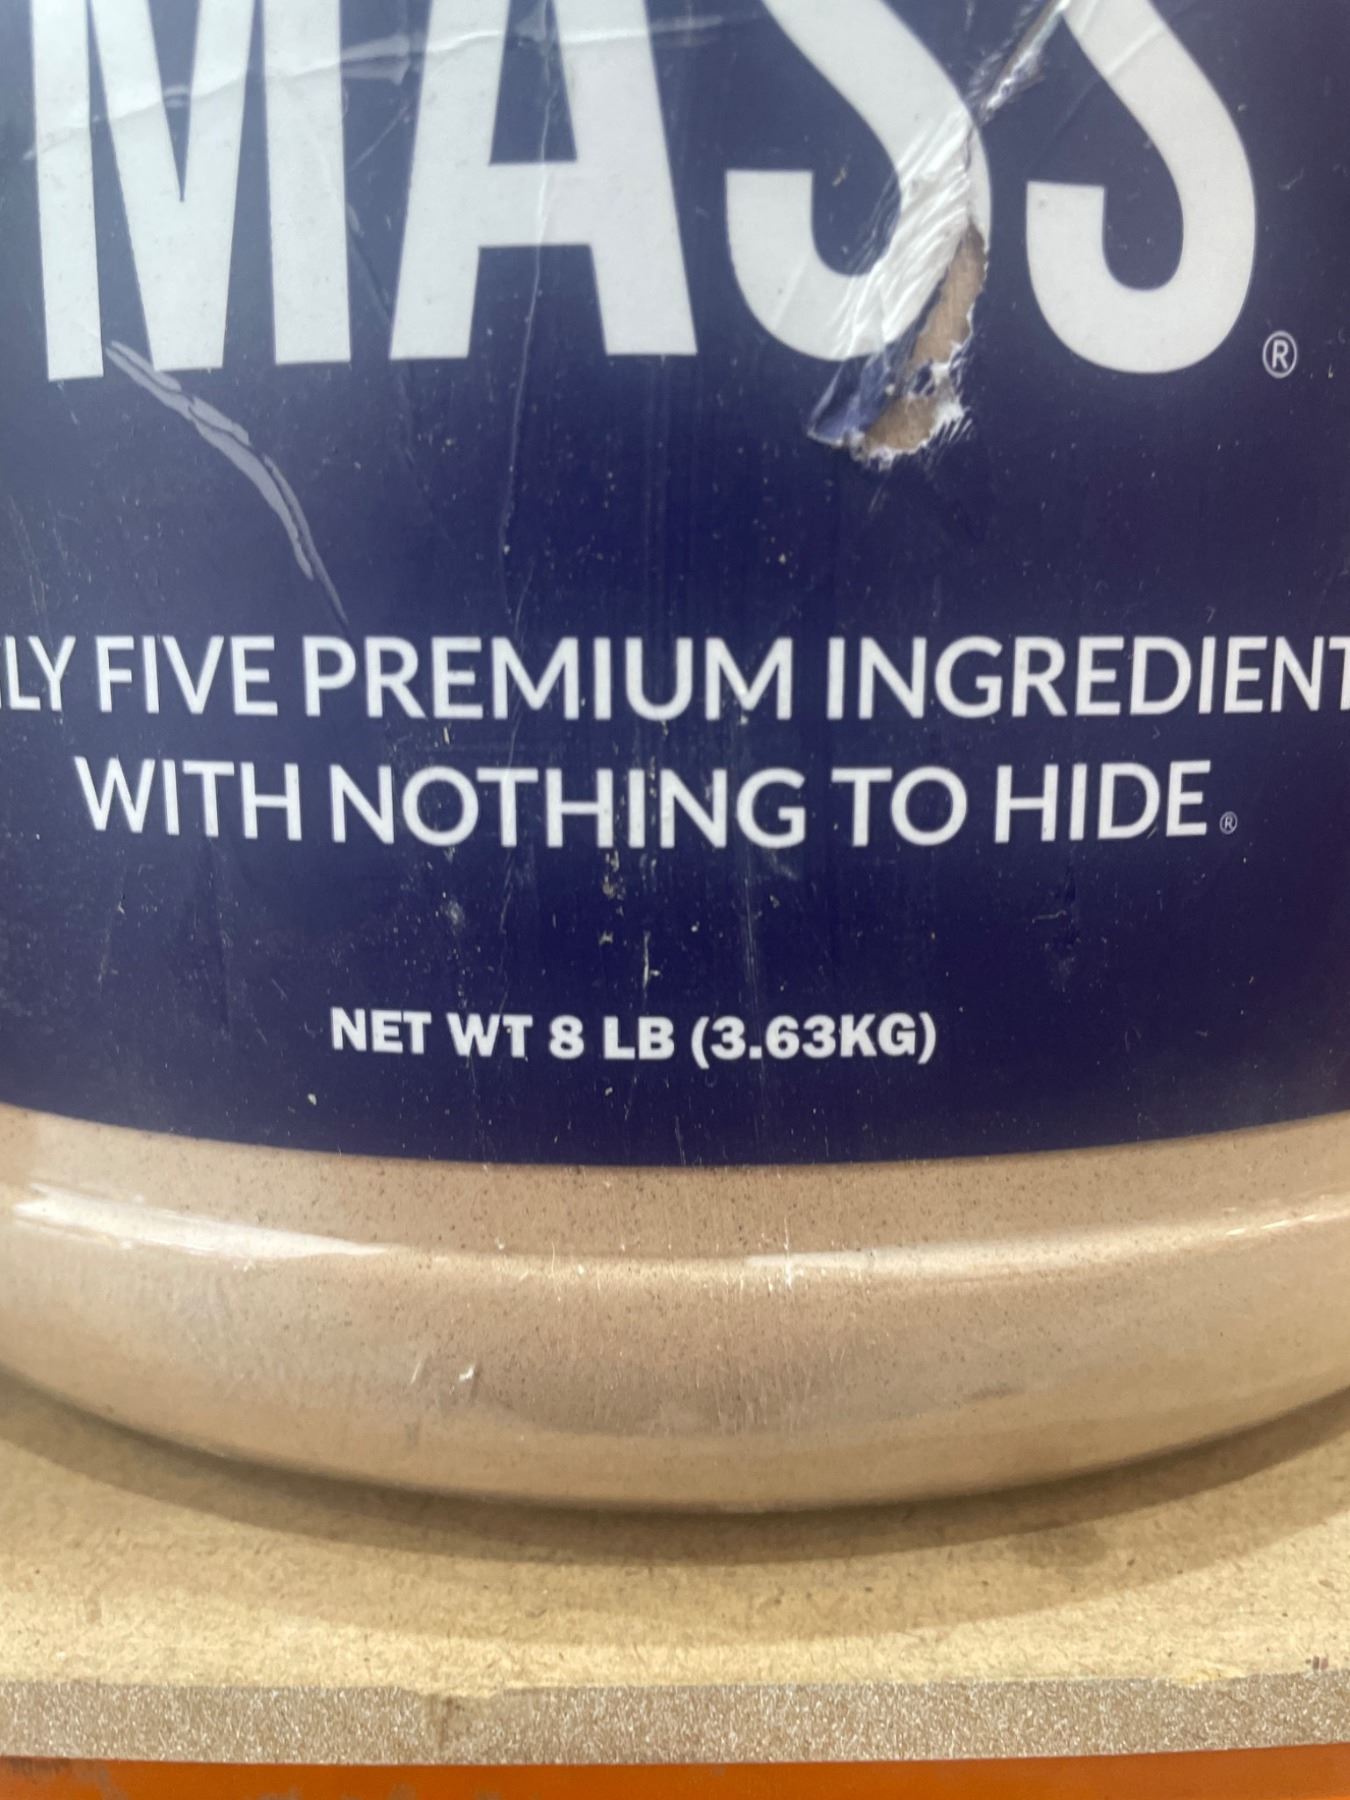 MASS®
LY FIVE PREMIUM INGREDIENT
WITH NOTHING TO HIDE®
NET WT 8 LB (3.63KG)